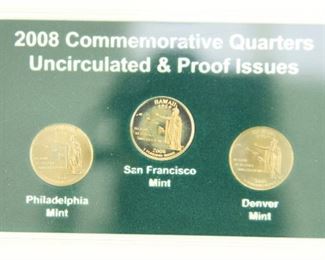 2008 Commemorative Quarters
Uncirculated & Proof Issues
HAWAII
2008
San Francisco
Mint
Philadelphia
Mint
Denver
Mint